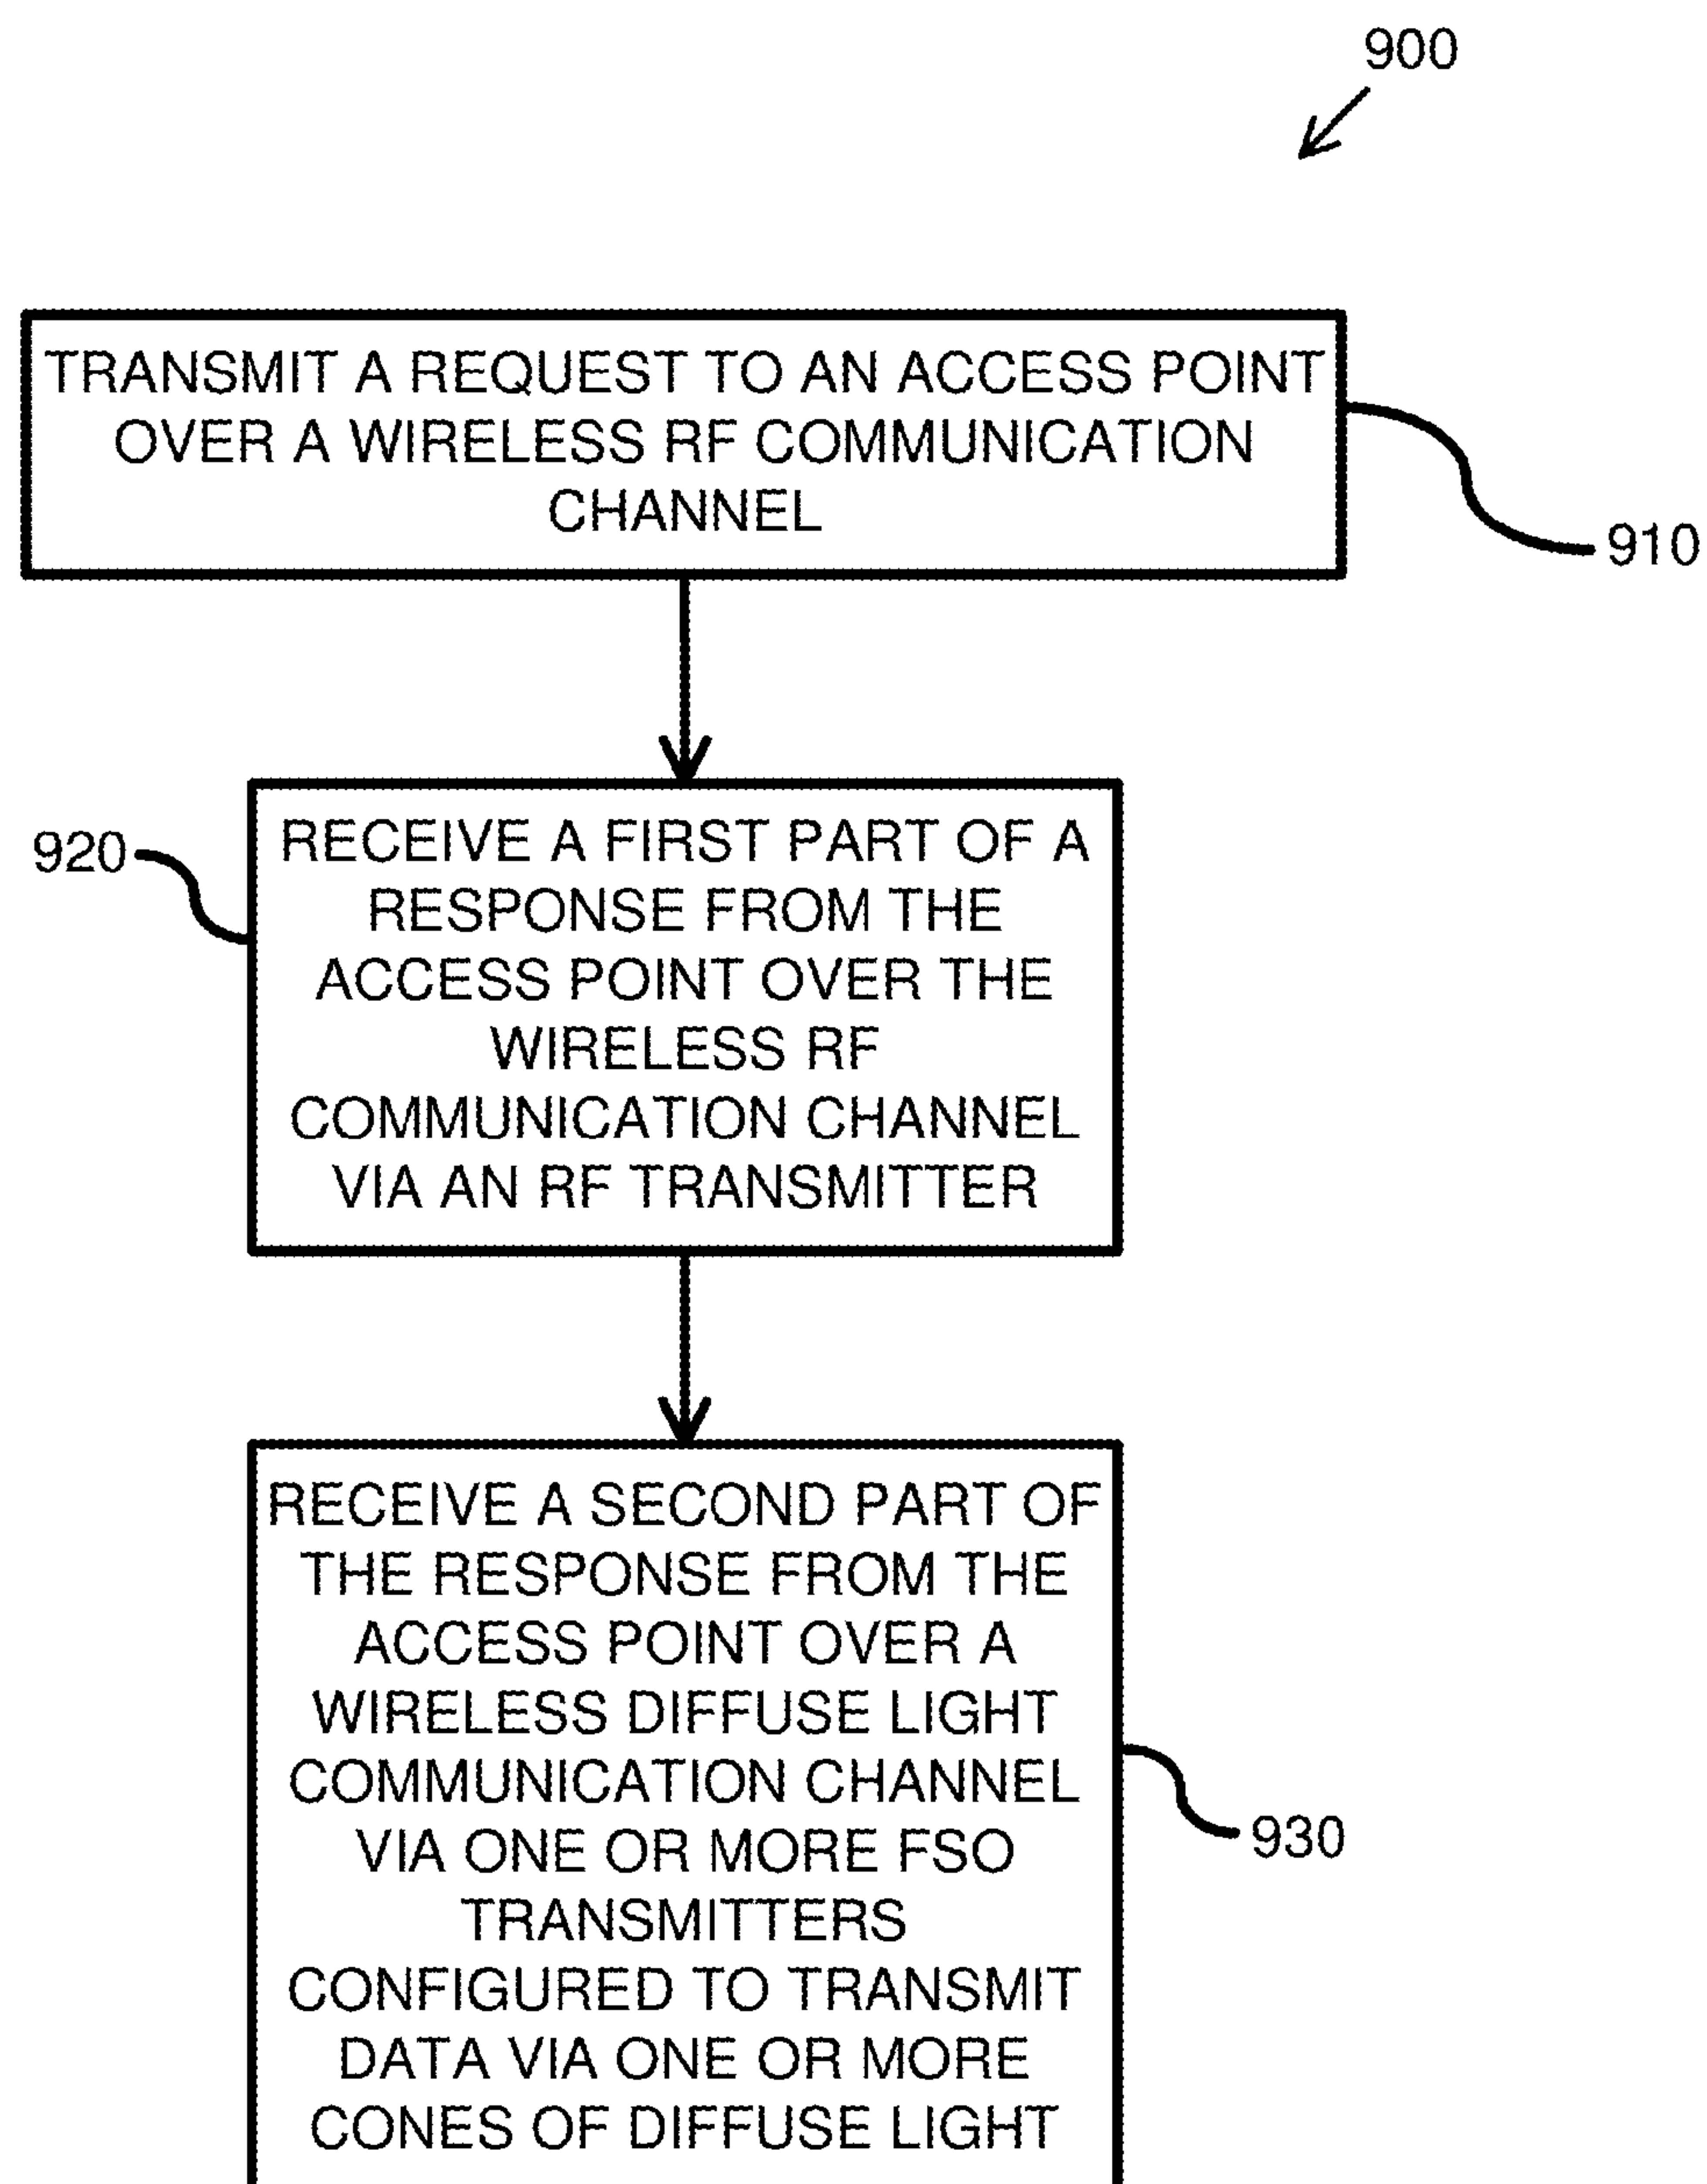 900
TRANSMIT A REQUEST TO AN ACCESS POINT
OVER A WIRELESS RF COMMUNICATION
CHANNEL
910
920
RECEIVE A FIRST PART OF A
RESPONSE FROM THE
ACCESS POINT OVER THE
WIRELESS RF
COMMUNICATION CHANNEL
VIA AN RF TRANSMITTER
RECEIVE A SECOND PART OF
THE RESPONSE FROM THE
ACCESS POINT OVER A
WIRELESS DIFFUSE LIGHT
COMMUNICATION CHANNEL
VIA ONE OR MORE FSO
TRANSMITTERS
CONFIGURED TO TRANSMIT
DATA VIA ONE OR MORE
CONES OF DIFFUSE LIGHT
930